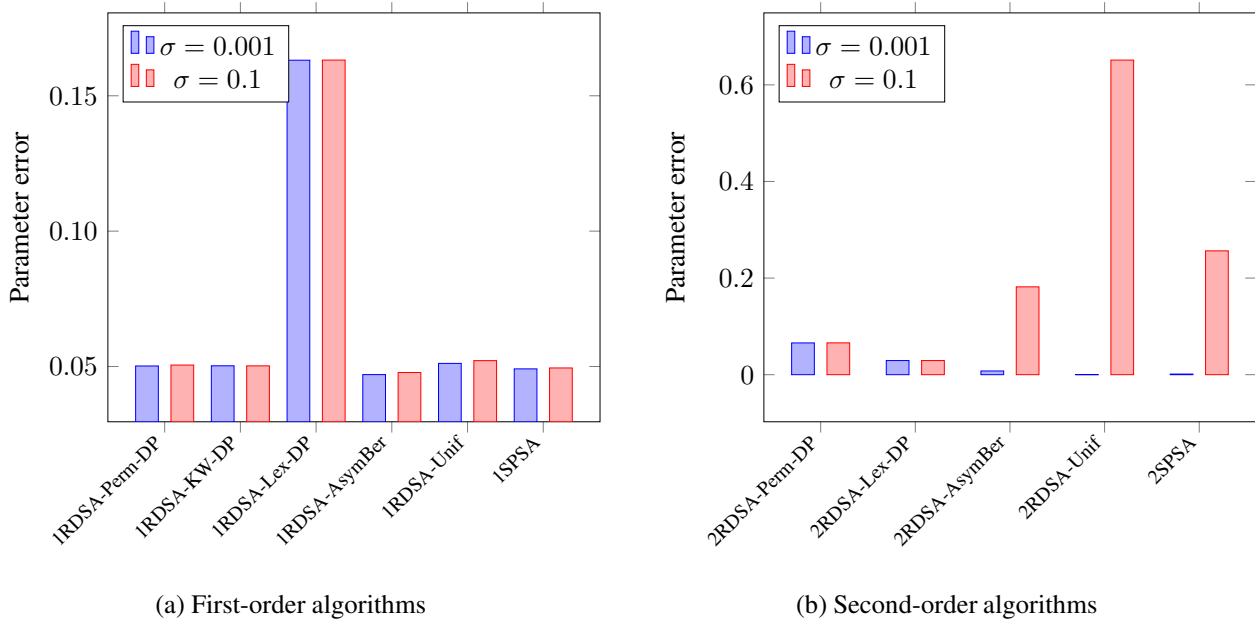 σ = 0.001
σ = 0.1
0.15
0.10
0.05
Parameter error
1RDSA-Perm-DP
1RDSA-KW-DP
1RDSA-Lex-DP
1RDSA-AsymBer
1RDSA-Unif
1SPSA
(a) First-order algorithms
σ = 0.001
σ = 0.1
0.6
0.4
0.2
0
Parameter error
2RDSA-Perm-DP
2RDSA-Lex-DP
2RDSA-AsymBer
2RDSA-Unif
2SPSA
(b) Second-order algorithms